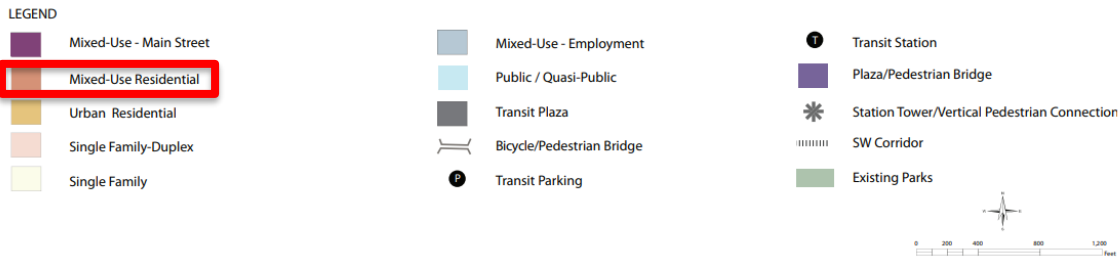 LEGEND
Mixed-Use - Main Street
Mixed-Use Residential
Urban Residential
Single Family-Duplex
Single Family
Mixed-Use - Employment
Public / Quasi-Public
Transit Plaza
Bicycle/Pedestrian Bridge
P Transit Parking
T Transit Station
Plaza/Pedestrian Bridge
Station Tower/Vertical Pedestrian Connection
SW Corridor
Existing Parks
0 200 400 800 1,200
Feet